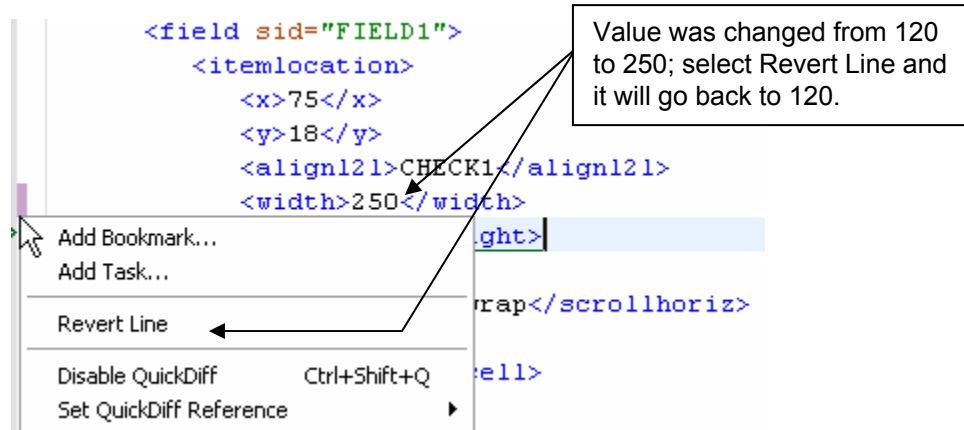 <field sid="FIELD1">
<itemlocation>
<x>75</x>
<y>18</y>
<alignl2l>CHECK1</alignl2l>
<width>250</width>
ght>
wrap</scrollhoriz>
cell>
Value was changed from 120
to 250; select Revert Line and
it will go back to 120.
Add Bookmark...
Add Task...
Revert Line
Disable QuickDiff Ctrl+Shift+Q
Set QuickDiff Reference